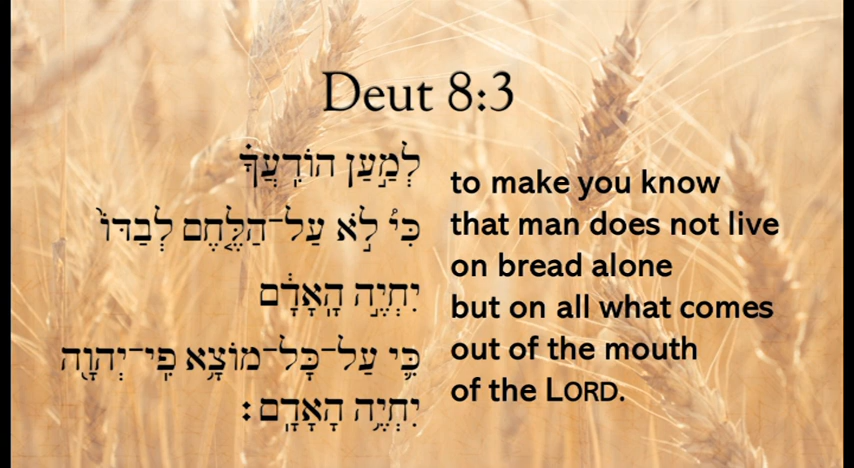 Deut 8:3
לְמַ֣עַן הוֹדִֽעֲךָ֗
כִּ֠י לֹ֣א עַל־הַלֶּ֤חֶם לְבַדּוֹ֙
יִחְיֶ֣ה הָֽאָדָ֔ם
כִּ֛י עַל־כָּל־מוֹצָ֥א פִֽי־יְהוָ֖ה
יִחְיֶ֥ה הָאָדָֽם׃
to make you know
that man does not live
on bread alone
but on all what comes
out of the mouth
of the LORD.